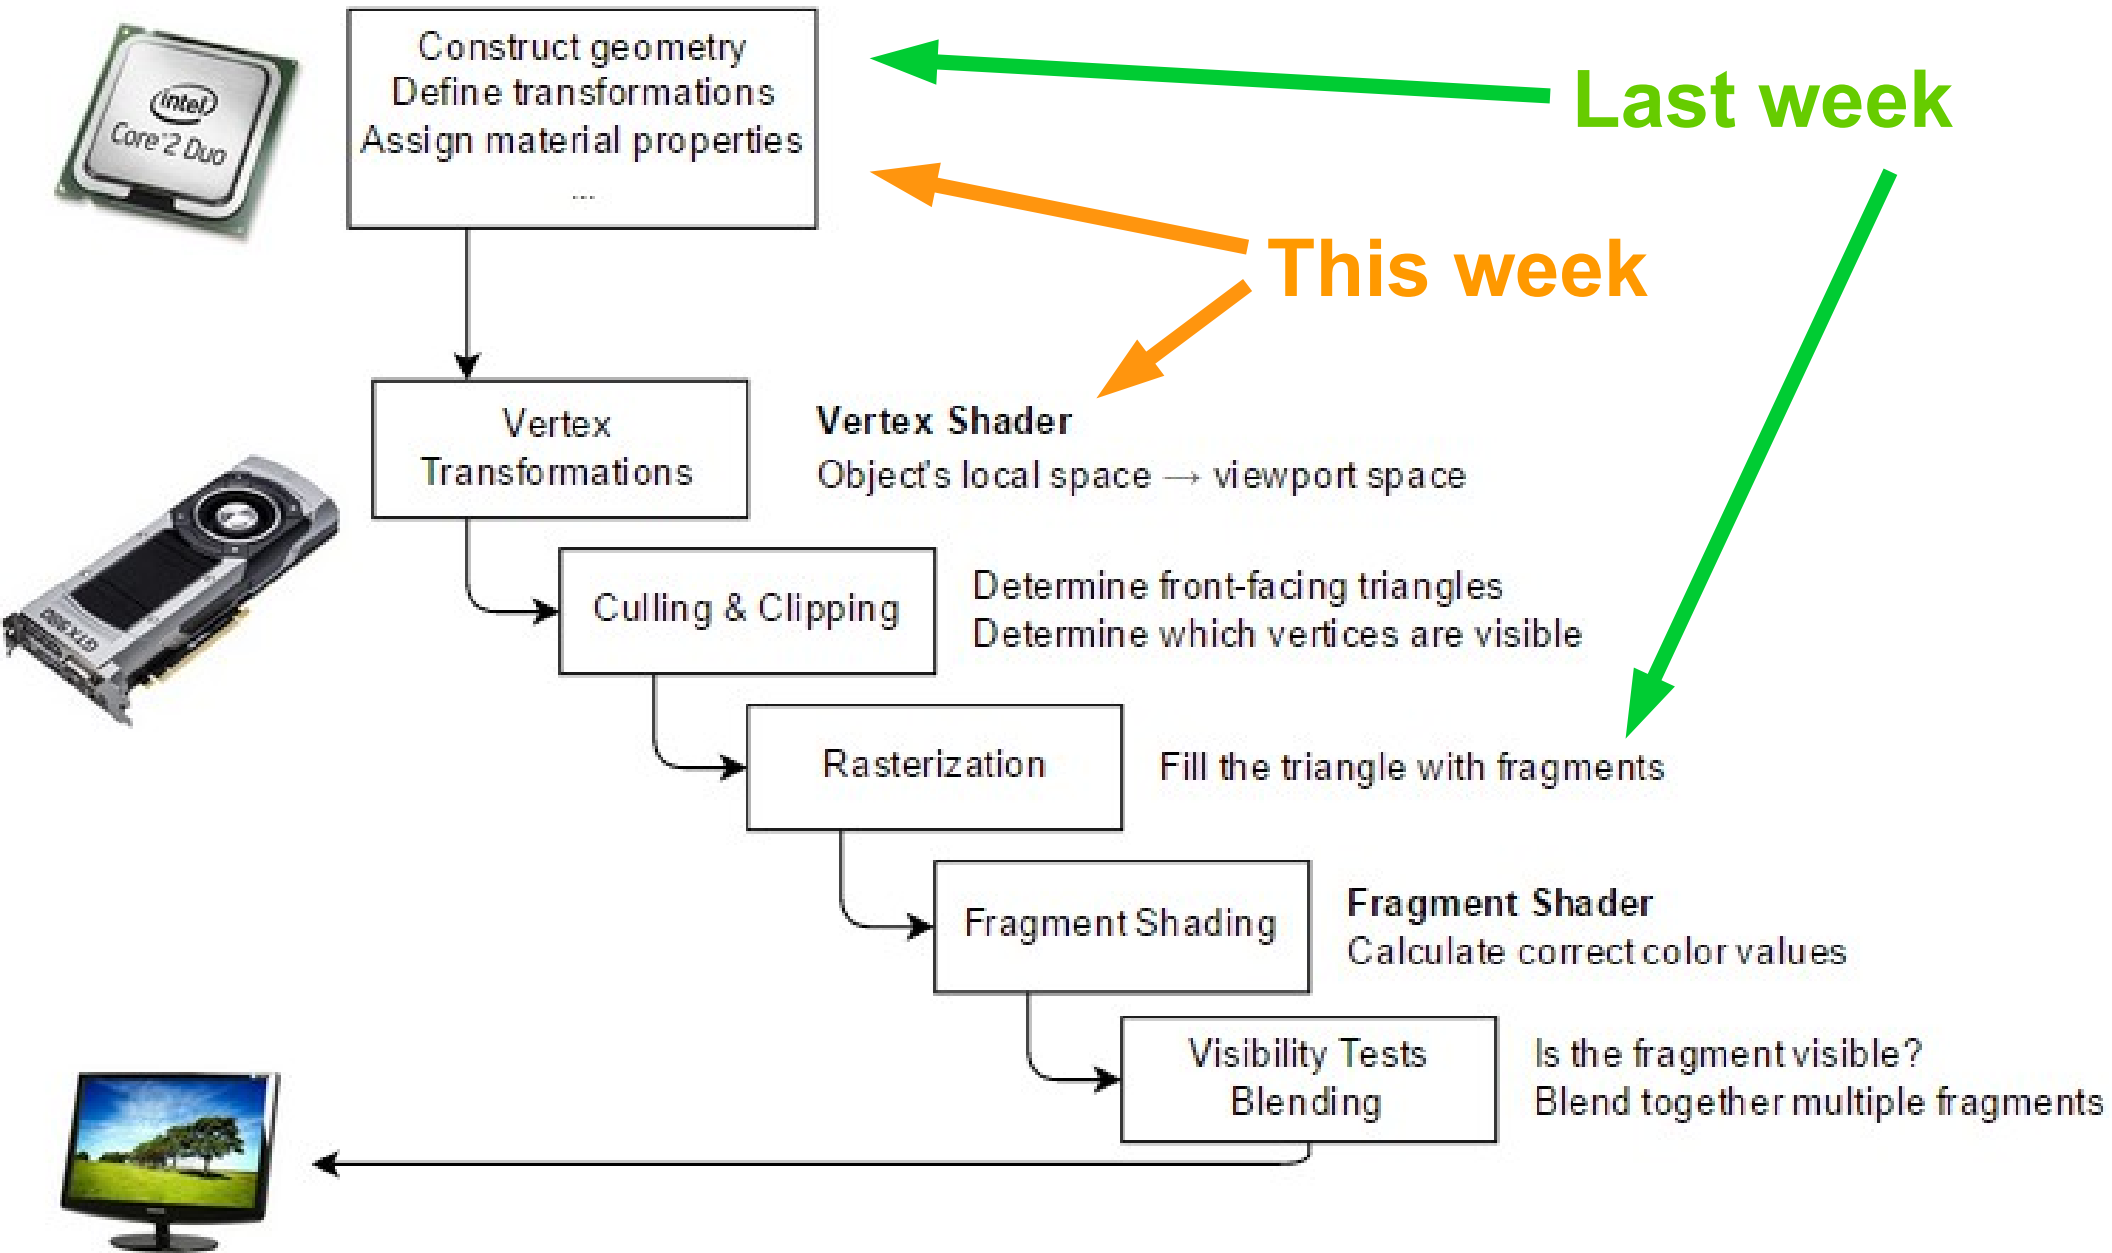 Construct geometry
Define transformations
Assign material properties
...
Last week
This week
intel
Core 2 Duo
Vertex
Transformations
Vertex Shader
Object's local space → viewport space
Culling & Clipping
Determine front-facing triangles
Determine which vertices are visible
GTX 980
Rasterization
Fill the triangle with fragments
Fragment Shading
Fragment Shader
Calculate correct color values
Visibility Tests
Blending
Is the fragment visible?
Blend together multiple fragments